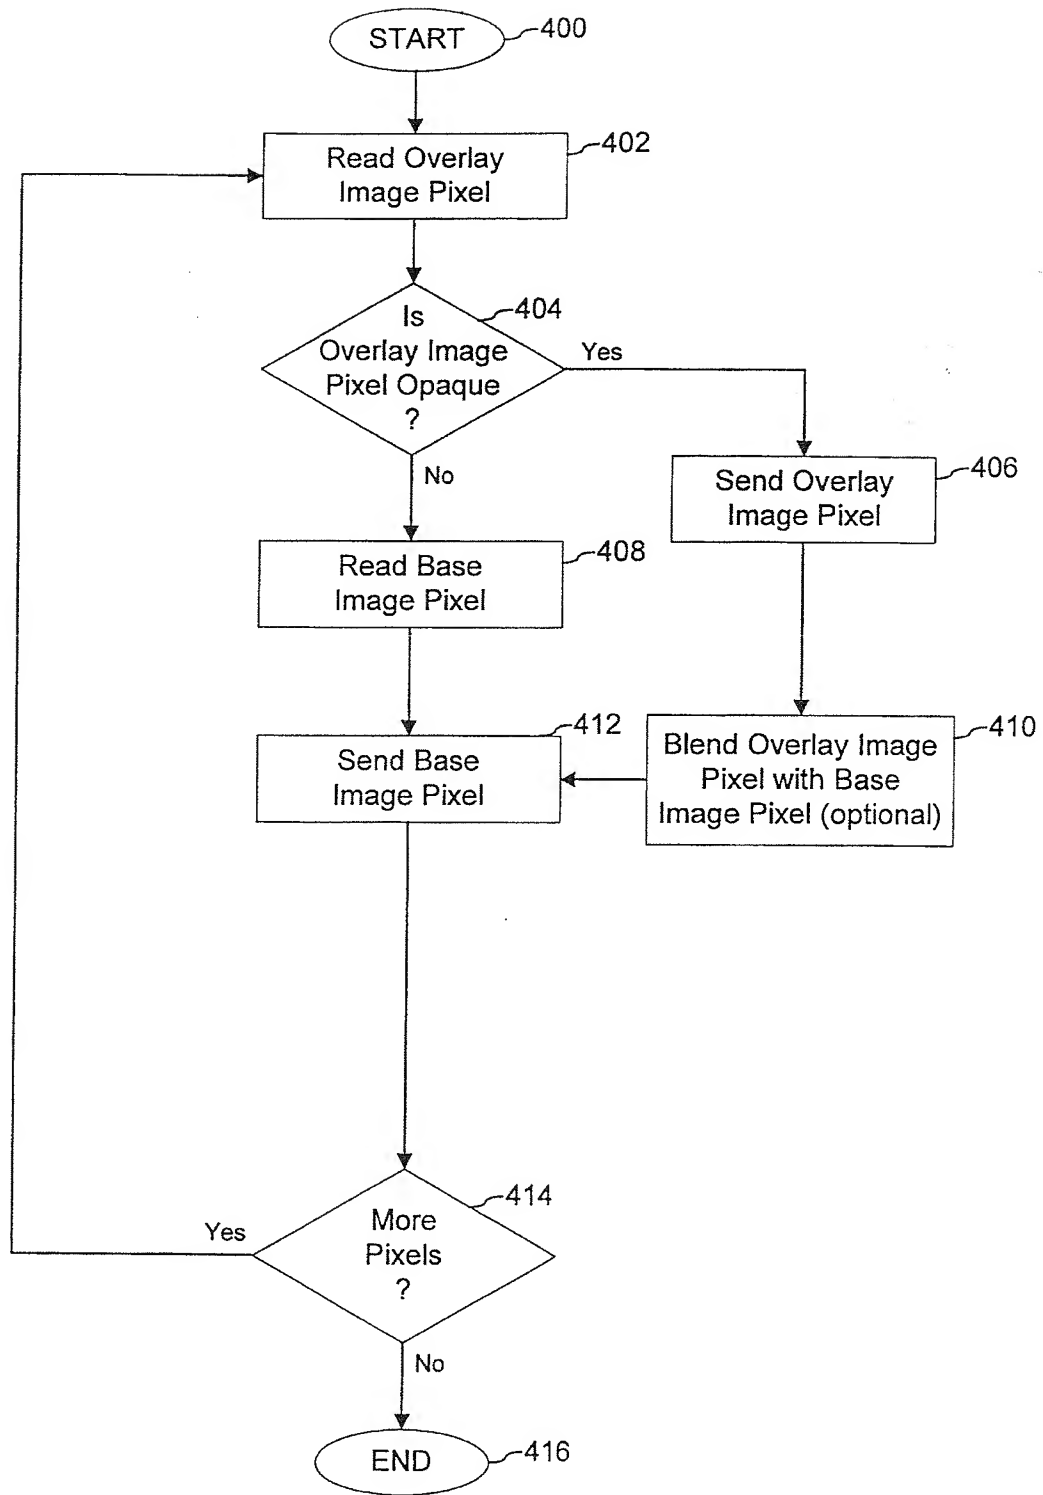 START
400
Read Overlay
Image Pixel
402
Is
Overlay Image
Pixel Opaque
?
404
Yes
No
Send Overlay
Image Pixel
406
Read Base
Image Pixel
408
Send Base
Image Pixel
412
Blend Overlay Image
Pixel with Base
Image Pixel (optional)
410
More
Pixels
?
414
Yes
No
END
416